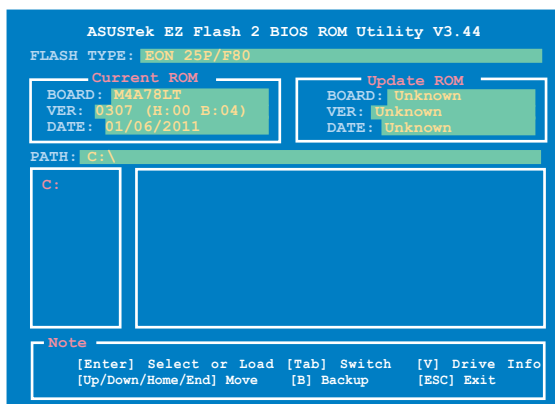 ASUSTek EZ Flash 2 BIOS ROM Utility V3.44
FLASH TYPE: EON 25P/F80
Current ROM
BOARD: M4A78LT
VER: 0307 (H:00 B:04)
DATE: 01/06/2011
Update ROM
BOARD: Unknown
VER: Unknown
DATE: Unknown
PATH: C:\
C:
Note
[Enter] Select or Load [Tab] Switch [V] Drive Info
[Up/Down/Home/End] Move [B] Backup [ESC] Exit